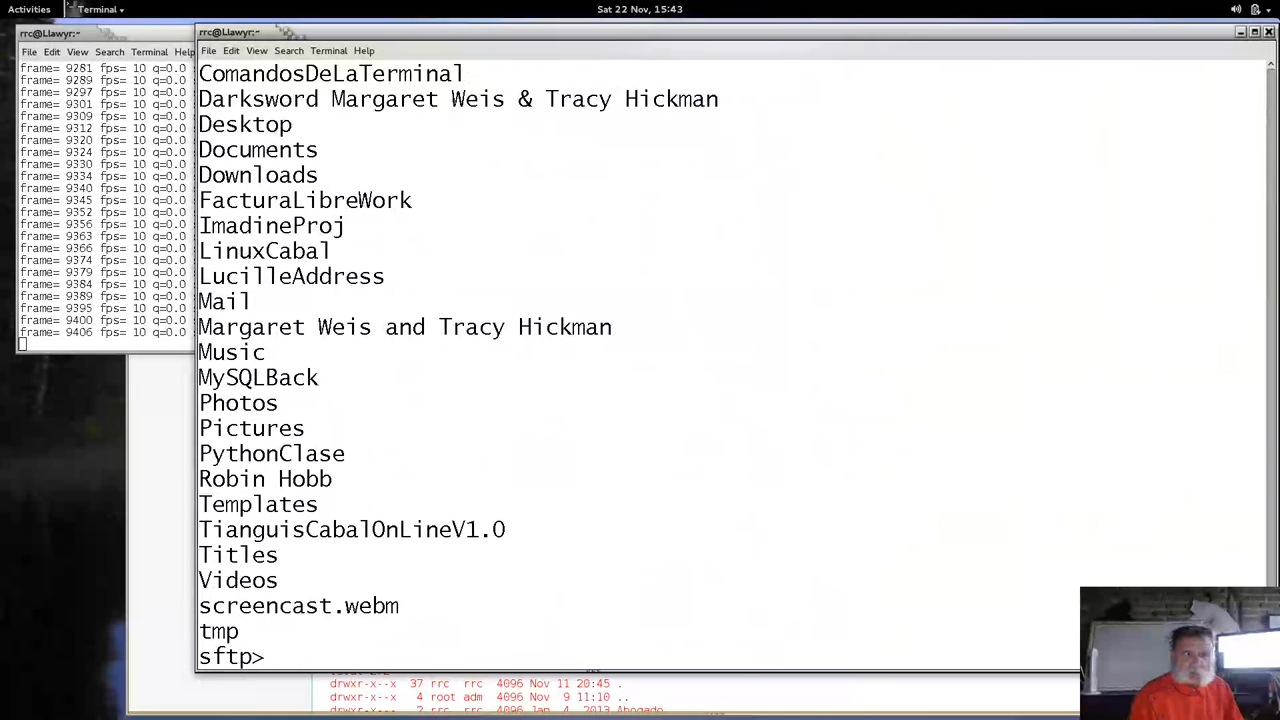 Activities
Terminal
Sat 22 Nov, 15:43
rrc@Llawyr:~
File Edit View Search Terminal Help
frame= 9281 fps= 10 q=0.0
frame= 9289 fps= 10 q=0.0
frame= 9297 fps= 10 q=0.0
frame= 9301 fps= 10 q=0.0
frame= 9309 fps= 10 q=0.0
frame= 9312 fps= 10 q=0.0
frame= 9320 fps= 10 q=0.0
frame= 9324 fps= 10 q=0.0
frame= 9330 fps= 10 q=0.0
frame= 9334 fps= 10 q=0.0
frame= 9340 fps= 10 q=0.0
frame= 9345 fps= 10 q=0.0
frame= 9352 fps= 10 q=0.0
frame= 9356 fps= 10 q=0.0
frame= 9363 fps= 10 q=0.0
frame= 9366 fps= 10 q=0.0
frame= 9374 fps= 10 q=0.0
frame= 9379 fps= 10 q=0.0
frame= 9384 fps= 10 q=0.0
frame= 9389 fps= 10 q=0.0
frame= 9395 fps= 10 q=0.0
frame= 9400 fps= 10 q=0.0
frame= 9406 fps= 10 q=0.0
rrc@Llawyr:~
File Edit View Search Terminal Help
ComandosDeLaTerminal
Darksword Margaret Weis & Tracy Hickman
Desktop
Documents
Downloads
FacturaLibreWork
ImadineProj
LinuxCabal
LucilleAddress
Mail
Margaret Weis and Tracy Hickman
Music
MySQLBack
Photos
Pictures
PythonClase
Robin Hobb
Templates
TianguisCabalOnLineV1.0
Titles
Videos
screencast.webm
tmp
sftp>
drwxr-x--x 37 rrc rrc 4096 Nov 11 20:45 .
drwxr-x--x 4 root adm 4096 Nov 9 11:10 ..
drwxr-x--x 2 rrc rrc 4096 Jan 4 2013 Abogado